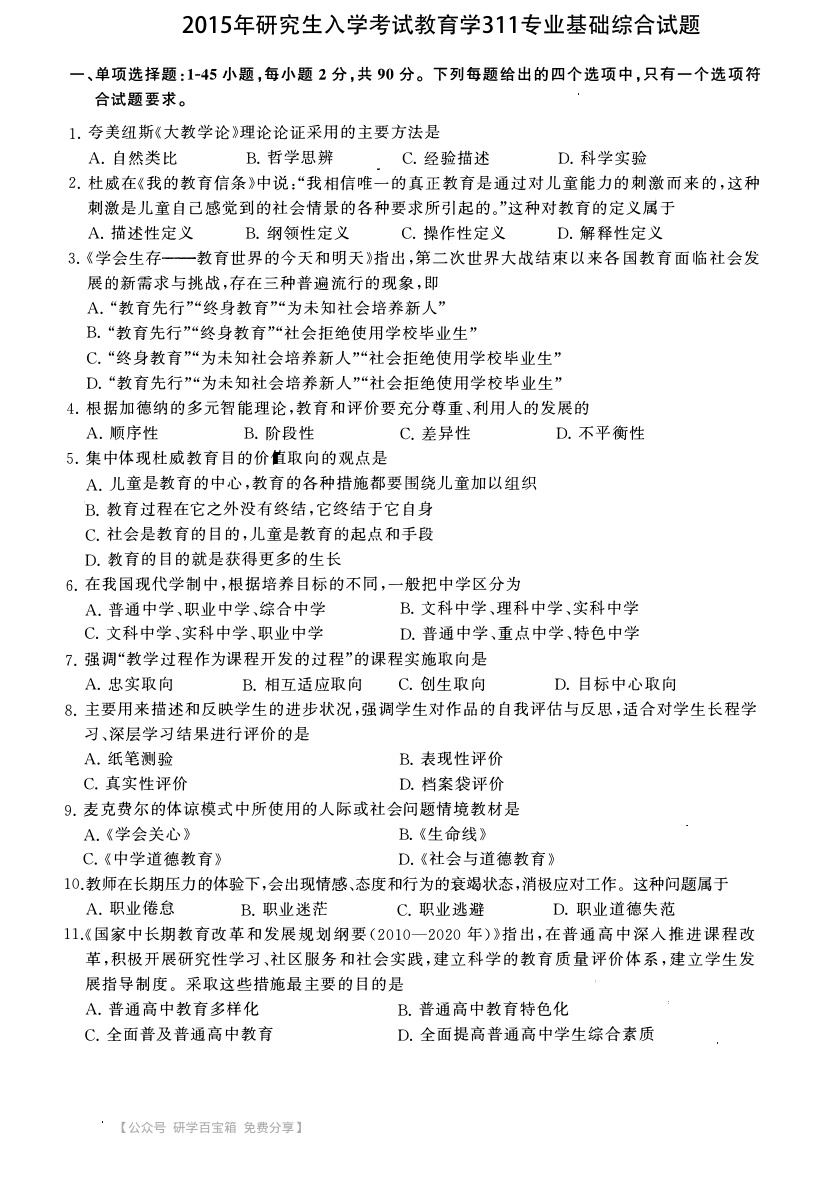 2015年研究生入学考试教育学311专业基础综合试题
一、单项选择题:1-45 小题,每小题 2 分,共 90 分。下列每题给出的四个选项中,只有一个选项符
合试题要求。
1. 夸美纽斯《大教学论》理论论证采用的主要方法是
A. 自然类比 B. 哲学思辨 C. 经验描述 D. 科学实验
2. 杜威在《我的教育信条》中说:“我相信唯一的真正教育是通过对儿童能力的刺激而来的,这种
刺激是儿童自己感觉到的社会情景的各种要求所引起的。”这种对教育的定义属于
A. 描述性定义 B. 纲领性定义 C. 操作性定义 D. 解释性定义
3.《学会生存——教育世界的今天和明天》指出,第二次世界大战结束以来各国教育面临社会发
展的新需求与挑战,存在三种普遍流行的现象,即
A. “教育先行”“终身教育”“为未知社会培养新人”
B. “教育先行”“终身教育”“社会拒绝使用学校毕业生”
C. “终身教育”“为未知社会培养新人”“社会拒绝使用学校毕业生”
D. “教育先行”“为未知社会培养新人”“社会拒绝使用学校毕业生”
4. 根据加德纳的多元智能理论,教育和评价要充分尊重、利用人的发展的
A. 顺序性 B. 阶段性 C. 差异性 D. 不平衡性
5. 集中体现杜威教育目的价值取向的观点是
A. 儿童是教育的中心,教育的各种措施都要围绕儿童加以组织
B. 教育过程在它之外没有终结,它终结于它自身
C. 社会是教育的目的,儿童是教育的起点和手段
D. 教育的目的就是获得更多的生长
6. 在我国现代学制中,根据培养目标的不同,一般把中学区分为
A. 普通中学、职业中学、综合中学 B. 文科中学、理科中学、实科中学
C. 文科中学、实科中学、职业中学 D. 普通中学、重点中学、特色中学
7. 强调“教学过程作为课程开发的过程”的课程实施取向是
A. 忠实取向 B. 相互适应取向 C. 创生取向 D. 目标中心取向
8. 主要用来描述和反映学生的进步状况,强调学生对作品的自我评估与反思,适合对学生长程学
习、深层学习结果进行评价的是
A. 纸笔测验 B. 表现性评价
C. 真实性评价 D. 档案袋评价
9. 麦克费尔的体谅模式中所使用的人际或社会问题情境教材是
A.《学会关心》 B.《生命线》
C.《中学道德教育》 D.《社会与道德教育》
10.教师在长期压力的体验下,会出现情感、态度和行为的衰竭状态,消极应对工作。这种问题属于
A. 职业倦怠 B. 职业迷茫 C. 职业逃避 D. 职业道德失范
11.《国家中长期教育改革和发展规划纲要(2010—2020 年)》指出,在普通高中深入推进课程改
革,积极开展研究性学习、社区服务和社会实践,建立科学的教育质量评价体系,建立学生发
展指导制度。采取这些措施最主要的目的是
A. 普通高中教育多样化 B. 普通高中教育特色化
C. 全面普及普通高中教育 D. 全面提高普通高中学生综合素质
【公众号 研学百宝箱 免费分享】